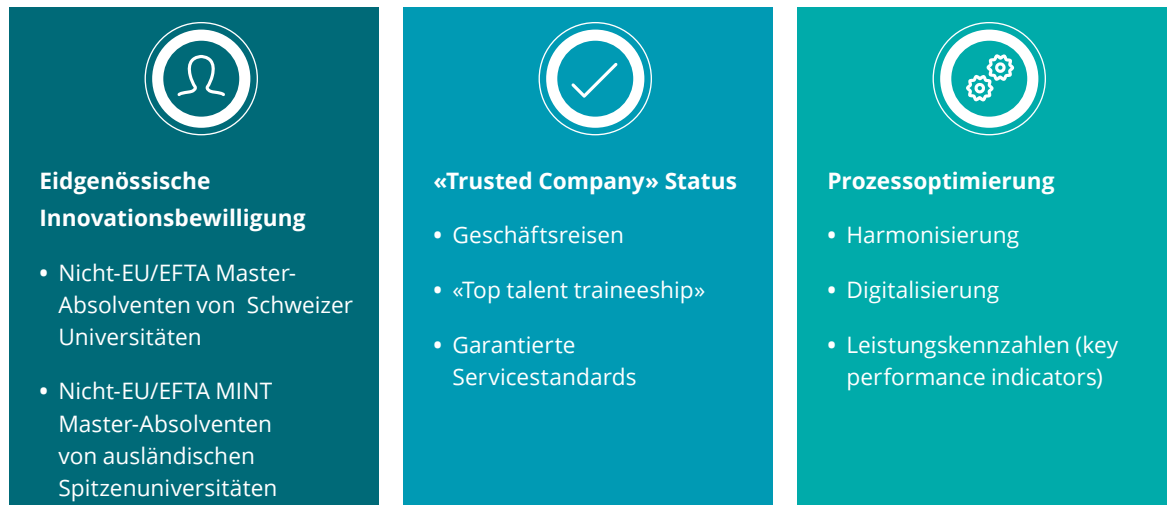 Eidgenössische
Innovationsbewilligung
• Nicht-EU/EFTA Master-
Absolventen von Schweizer
Universitäten
• Nicht-EU/EFTA MINT
Master-Absolventen
von ausländischen
Spitzenuniversitäten
«Trusted Company» Status
• Geschäftsreisen
• «Top talent traineeship»
• Garantierte
Servicestandards
Prozessoptimierung
• Harmonisierung
• Digitalisierung
• Leistungskennzahlen (key
performance indicators)